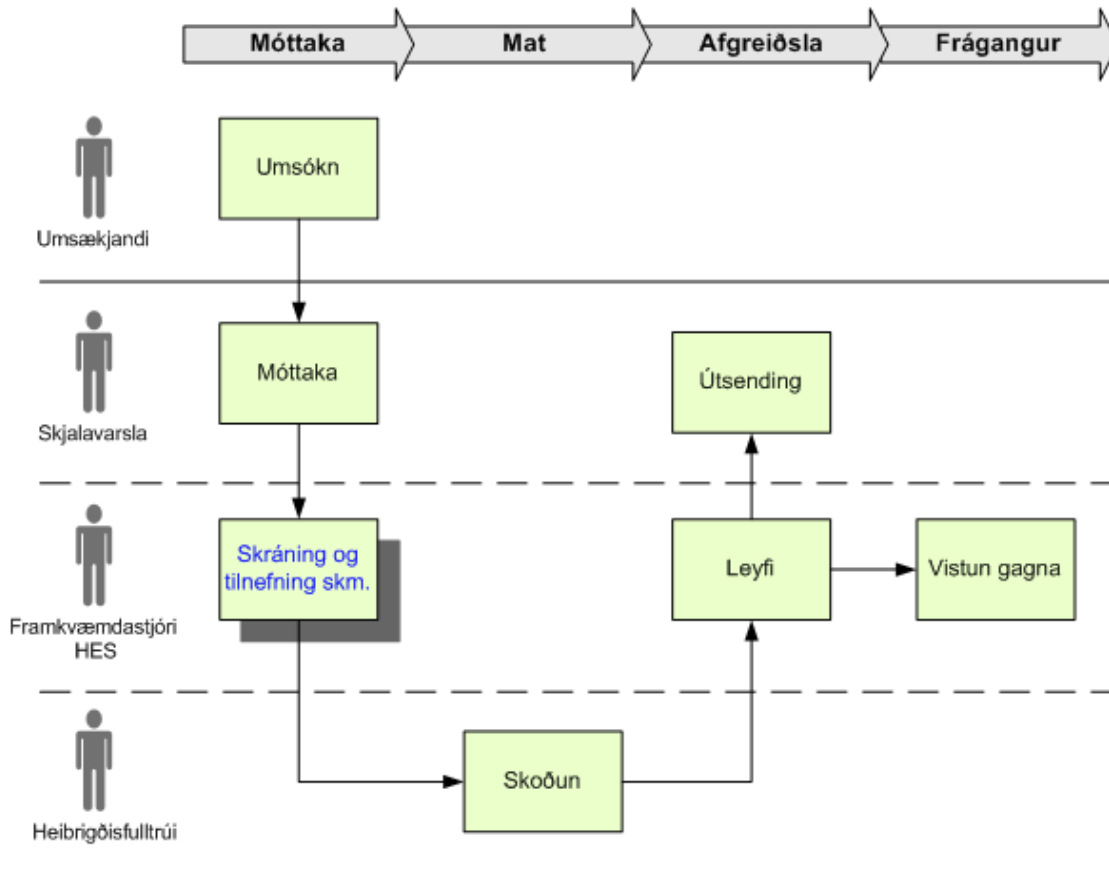 Móttaka
Mat
Afgreiðsla
Frágangur
Umsókn
Umsækjandi
Móttaka
Útsending
Skjalavarsla
Skráning og
tilnefning skm.
Leyfi
Vistun gagna
Framkvæmdastjóri
HES
Skoðun
Heibrigðisfulltrúi